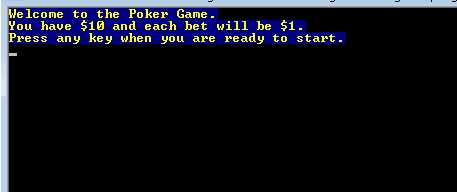 Welcome to the Poker Game.
You have $10 and each bet will be $1.
Press any key when you are ready to start.